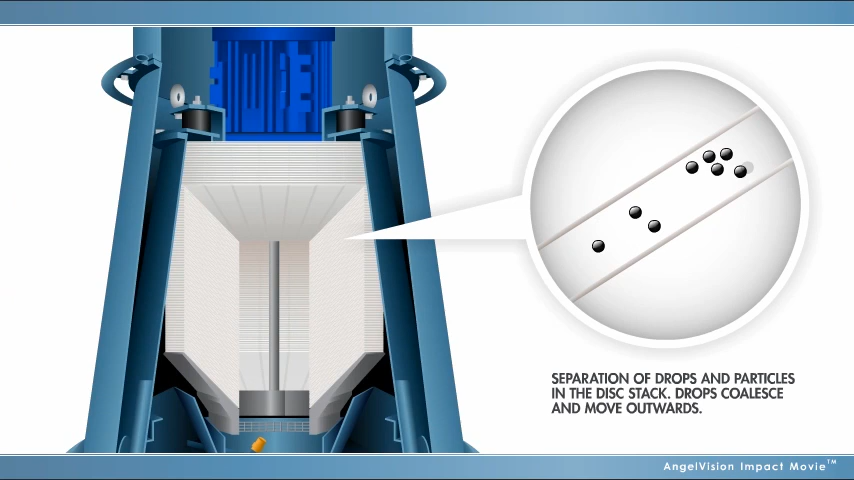 SEPARATION OF DROPS AND PARTICLES
IN THE DISC STACK. DROPS COALESCE
AND MOVE OUTWARDS.
AngelVision Impact Movie™